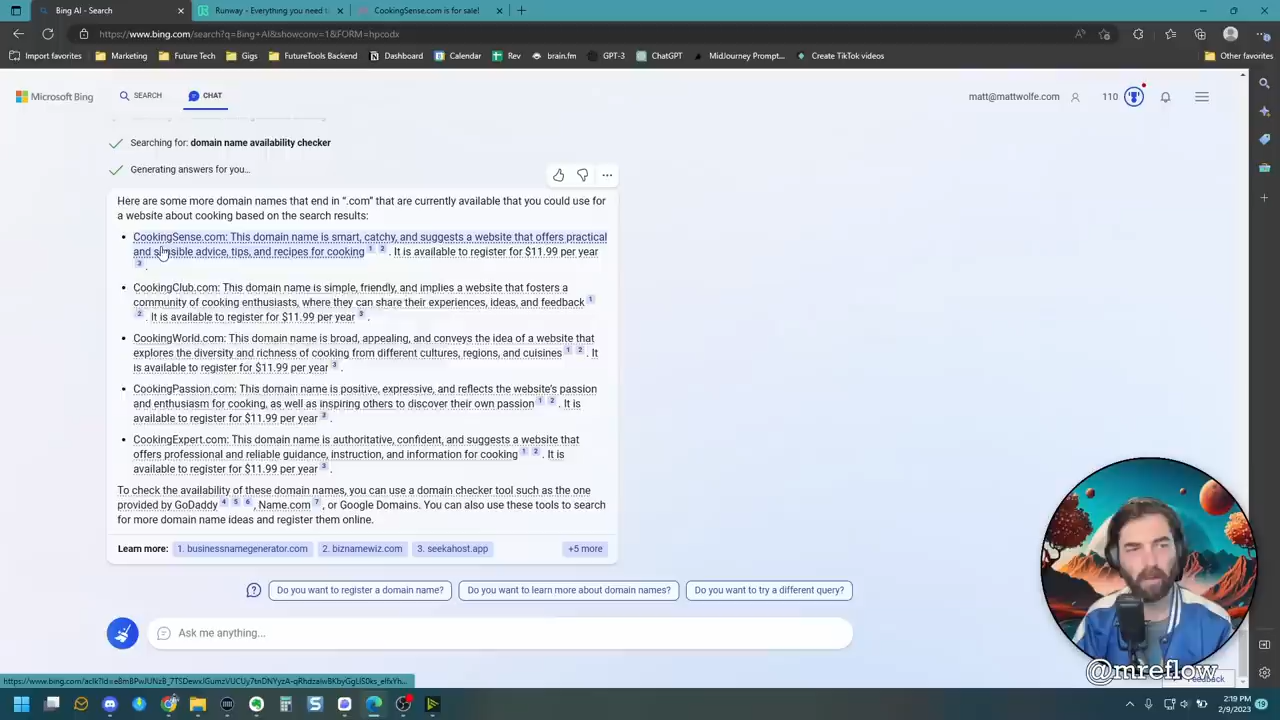 Bing AI - Search
Runway - Everything you need t
CookingSense.com is for sale!
https://www.bing.com/search?q=Bing+AI&showconv=1&FORM=hpcodx
Import favorites
Marketing
Future Tech
Gigs
FutureTools Backend
Dashboard
Calendar
Rev
brain.fm
GPT-3
ChatGPT
MidJourney Prompt...
Create TikTok videos
Other favorites
Microsoft Bing
SEARCH
CHAT
matt@mattwolfe.com
110
Searching for: domain name availability checker
Generating answers for you...
Here are some more domain names that end in ".com" that are currently available that you could use for
a website about cooking based on the search results:
• CookingSense.com: This domain name is smart, catchy, and suggests a website that offers practical
and sensible advice, tips, and recipes for cooking 1 2 . It is available to register for $11.99 per year
2 .
• CookingClub.com: This domain name is simple, friendly, and implies a website that fosters a
community of cooking enthusiasts, where they can share their experiences, ideas, and feedback 1
2 . It is available to register for $11.99 per year 3 .
• CookingWorld.com: This domain name is broad, appealing, and conveys the idea of a website that
explores the diversity and richness of cooking from different cultures, regions, and cuisines 1 2 . It
is available to register for $11.99 per year 3 .
• CookingPassion.com: This domain name is positive, expressive, and reflects the website's passion
and enthusiasm for cooking, as well as inspiring others to discover their own passion 1 2 . It is
available to register for $11.99 per year 3 .
• CookingExpert.com: This domain name is authoritative, confident, and suggests a website that
offers professional and reliable guidance, instruction, and information for cooking 1 2 . It is
available to register for $11.99 per year 3 .
To check the availability of these domain names, you can use a domain checker tool such as the one
provided by GoDaddy 4 5 6 , Name.com 7 , or Google Domains. You can also use these tools to search
for more domain name ideas and register them online.
Learn more:
1. businessnamegenerator.com
2. biznamewiz.com
3. seekahost.app
+5 more
Do you want to register a domain name?
Do you want to learn more about domain names?
Do you want to try a different query?
Ask me anything...
@mreflow
Feedback
2:19 PM
2/9/2023
19